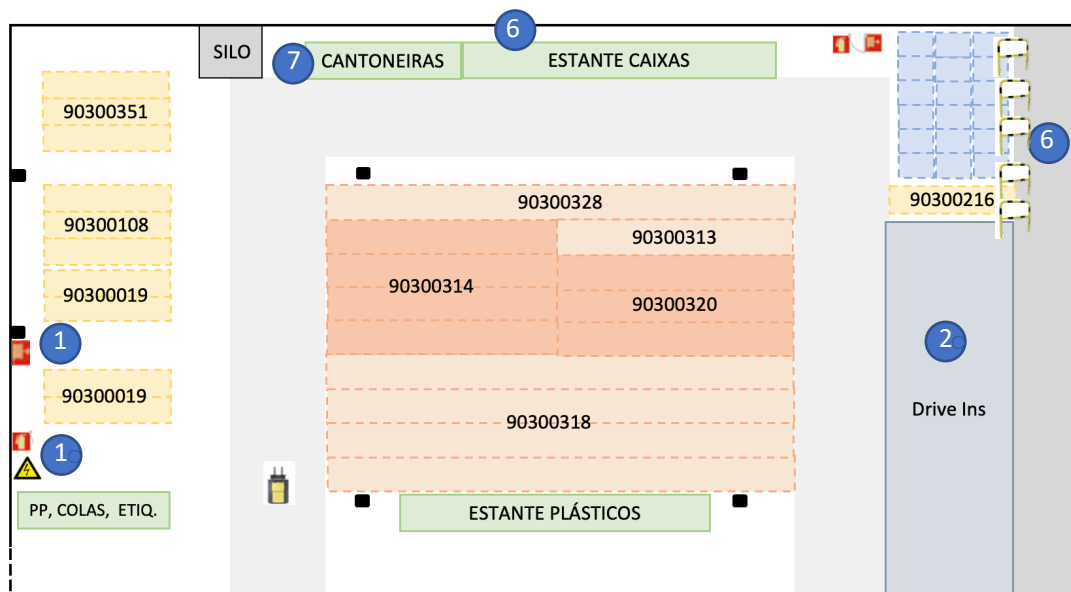 6
SILO
7
CANTONEIRAS
ESTANTE CAIXAS
90300351
6
90300328
90300216
90300108
90300313
90300314
90300019
90300320
1
2
90300019
Drive Ins
90300318
1
PP, COLAS, ETIQ.
ESTANTE PLÁSTICOS